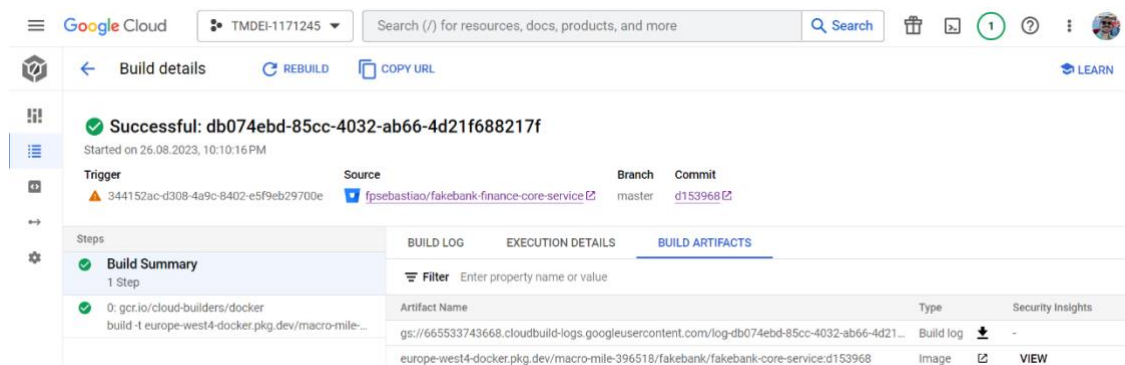 Google Cloud TMDEI-1171245 Search (/) for resources, docs, products, and more Search 1
Build details REBUILD COPY URL LEARN
Successful: db074ebd-85cc-4032-ab66-4d21f688217f
Started on 26.08.2023, 10:10:16 PM
Trigger Source Branch Commit
344152ac-d308-4a9c-8402-e5f9eb29700e fpsebastiao/fakebank-finance-core-service master d153968
Steps BUILD LOG EXECUTION DETAILS BUILD ARTIFACTS
Build Summary
1 Step
Filter Enter property name or value
0: gcr.io/cloud-builders/docker
build -t europe-west4-docker.pkg.dev/macro-mile-...
Artifact Name Type Security Insights
gs://665533743668.cloudbuild-logs.googleusercontent.com/log-db074ebd-85cc-4032-ab66-4d21... Build log -
europe-west4-docker.pkg.dev/macro-mile-396518/fakebank/fakebank-core-service:d153968 Image VIEW